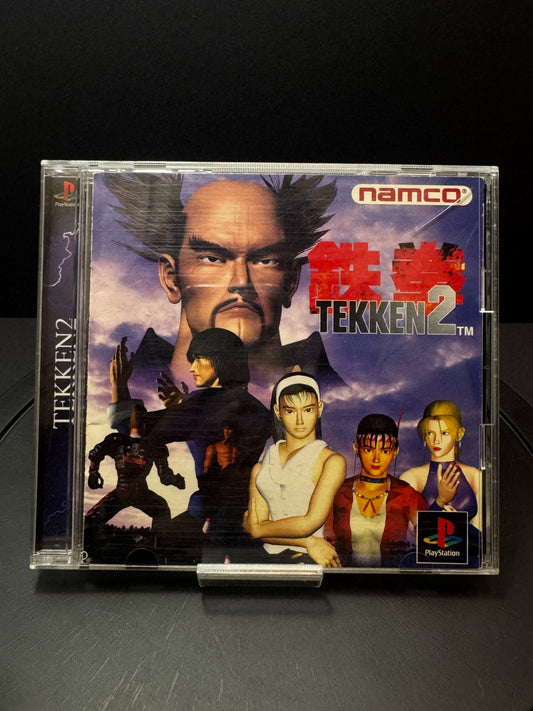 PlayStation
TEKKEN2
namco®
鉄拳
TEKKEN2™
PlayStation